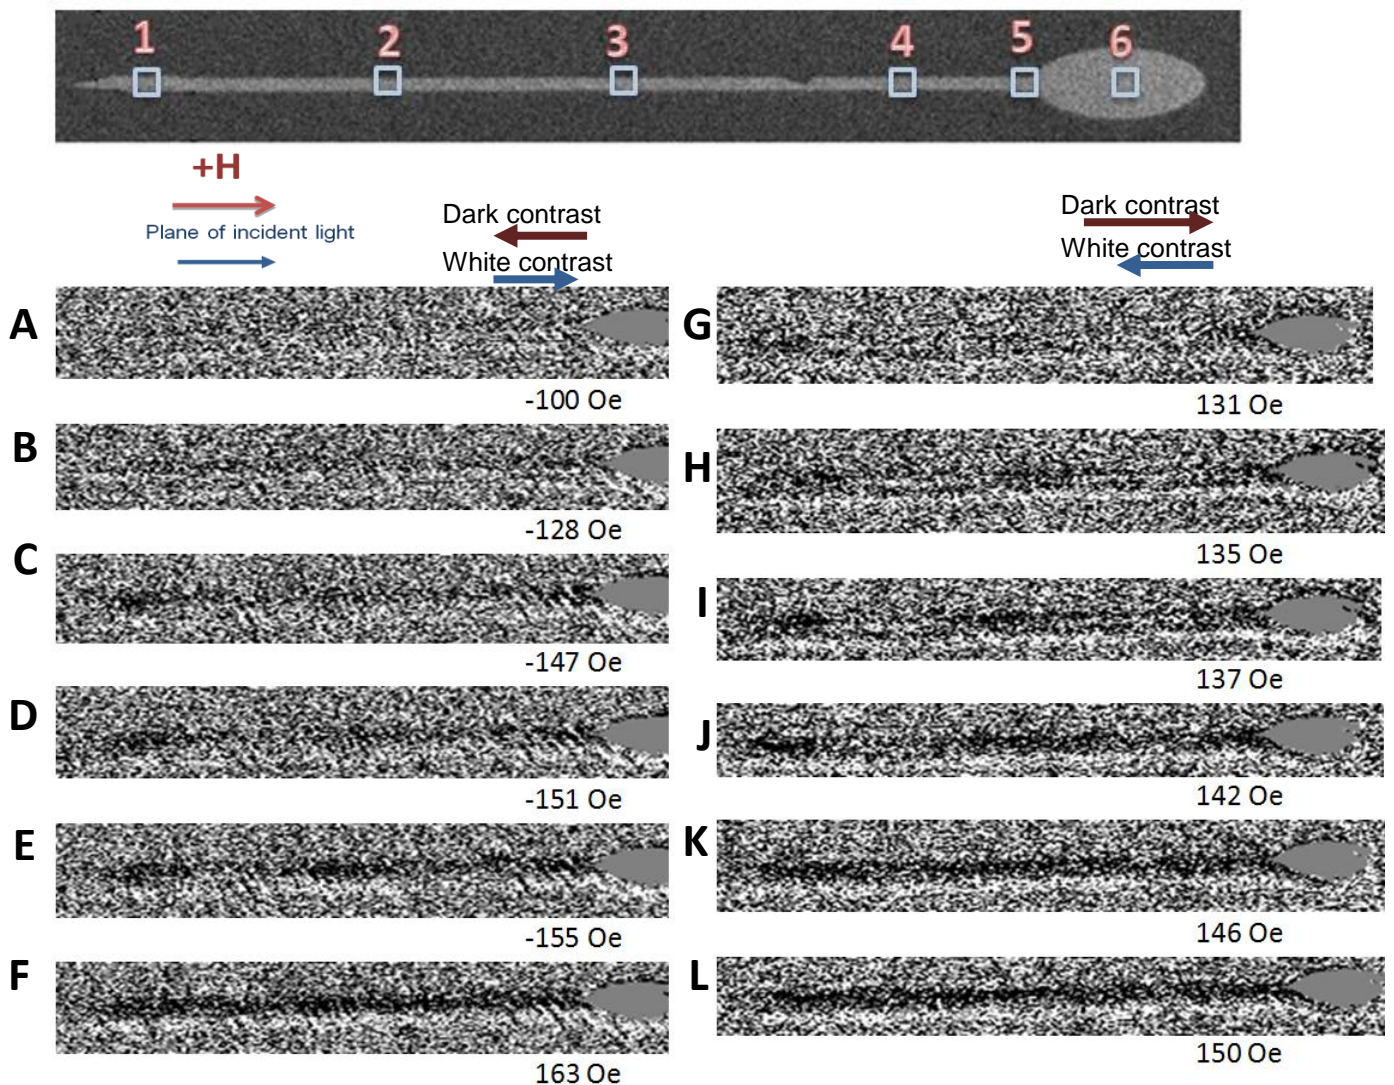 1 2 3 4 5 6
+H
Plane of incident light
Dark contrast
White contrast
Dark contrast
White contrast
A
-100 Oe
B
-128 Oe
C
-147 Oe
D
-151 Oe
E
-155 Oe
F
163 Oe
G
131 Oe
H
135 Oe
I
137 Oe
J
142 Oe
K
146 Oe
L
150 Oe